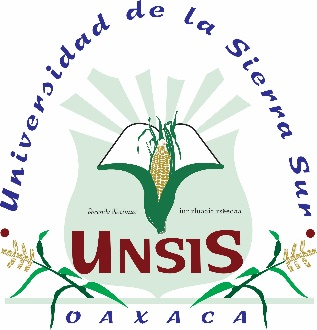 Universidad de la Sierra Sur
UNSIS
OAXACA